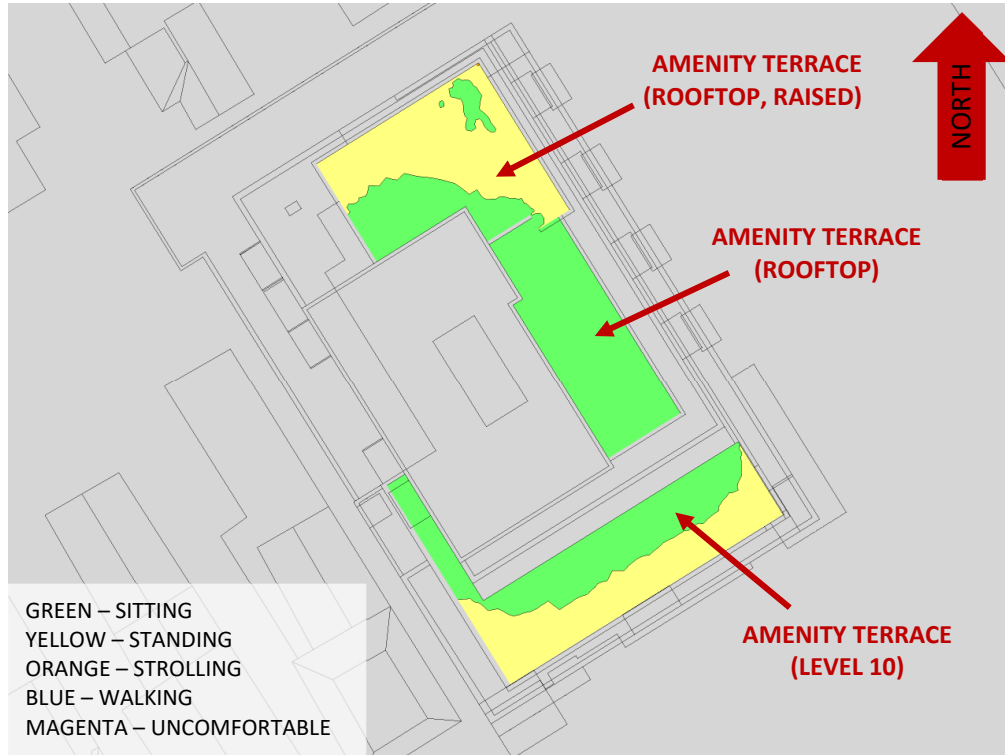 AMENITY TERRACE
(ROOFTOP, RAISED)
NORTH
AMENITY TERRACE
(ROOFTOP)
AMENITY TERRACE
(LEVEL 10)
GREEN – SITTING
YELLOW – STANDING
ORANGE – STROLLING
BLUE – WALKING
MAGENTA – UNCOMFORTABLE